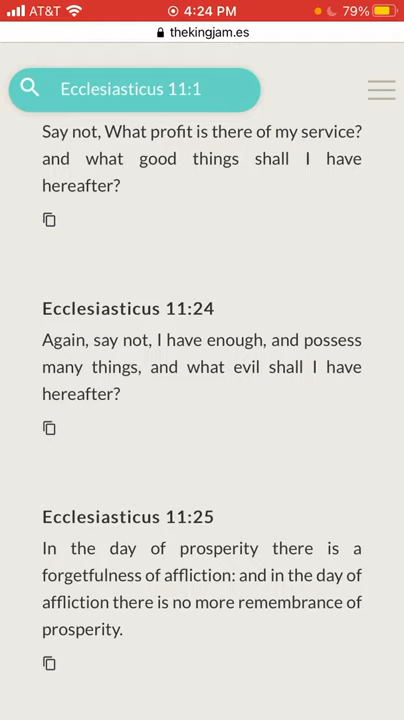 AT&T 4:24 PM 79%
thekingjam.es
Ecclesiasticus 11:1
Say not, What profit is there of my service?
and what good things shall I have
hereafter?
Ecclesiasticus 11:24
Again, say not, I have enough, and possess
many things, and what evil shall I have
hereafter?
Ecclesiasticus 11:25
In the day of prosperity there is a
forgetfulness of affliction: and in the day of
affliction there is no more remembrance of
prosperity.